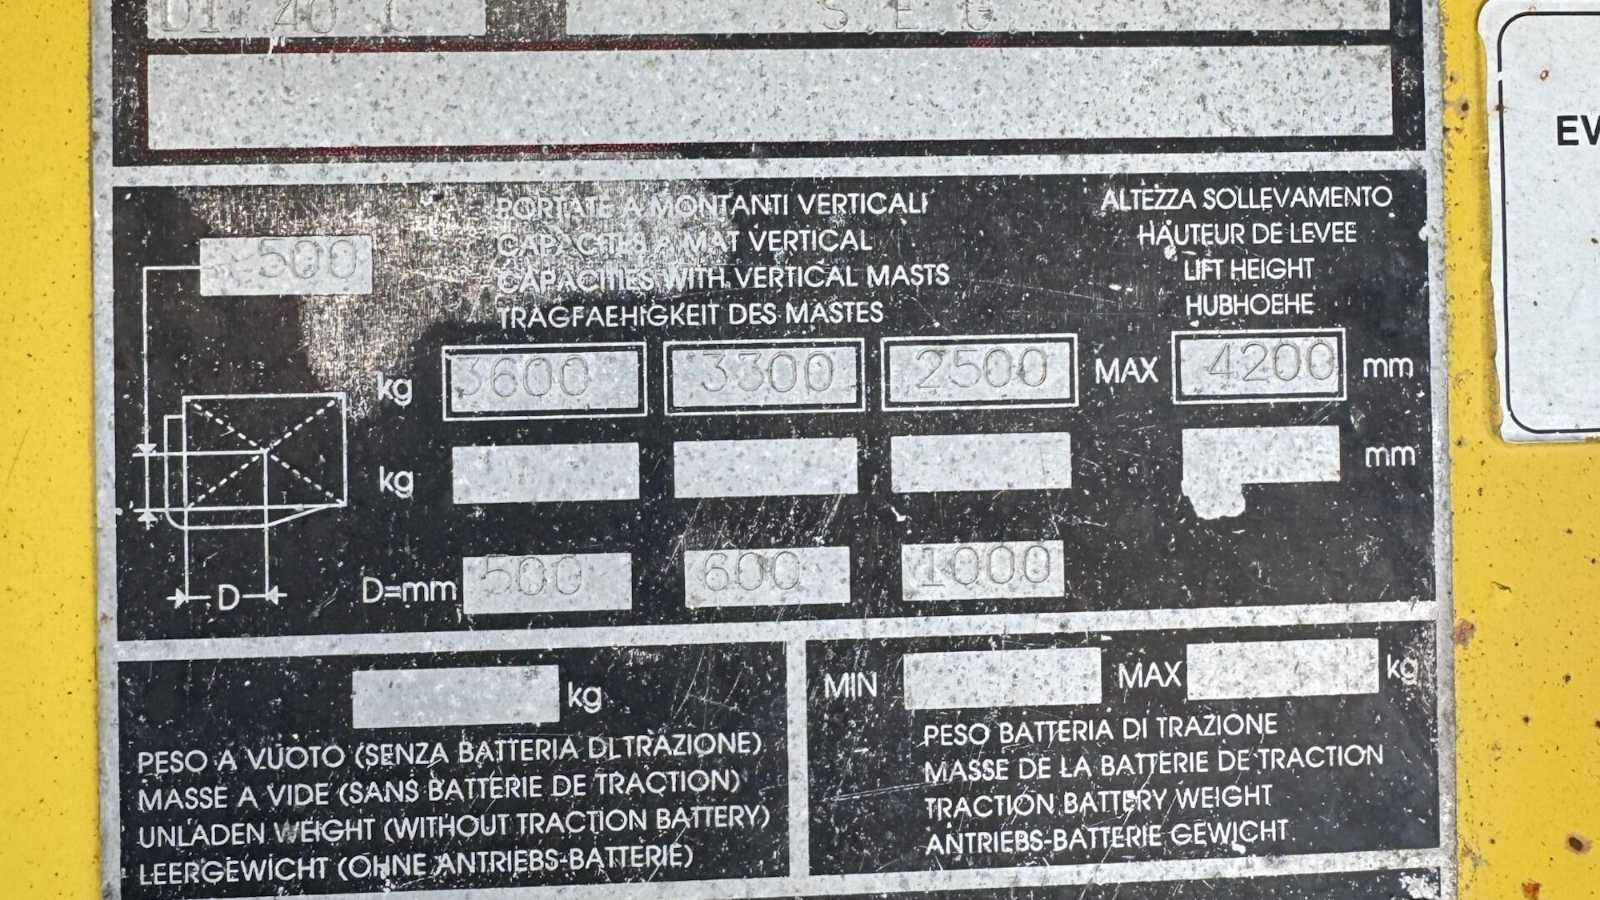 DI 40 C S.E.G.
EV
PORTATE A MONTANTI VERTICALI
CAPACITES A MAT VERTICAL
CAPACITIES WITH VERTICAL MASTS
TRAGFAEHIGKEIT DES MASTES
ALTEZZA SOLLEVAMENTO
HAUTEUR DE LEVEE
LIFT HEIGHT
HUBHOEHE
500
kg 3600 3300 2500 MAX 4200 mm
kg mm
D D=mm 500 600 1000
kg
PESO A VUOTO (SENZA BATTERIA DI TRAZIONE)
MASSE A VIDE (SANS BATTERIE DE TRACTION)
UNLADEN WEIGHT (WITHOUT TRACTION BATTERY)
LEERGEWICHT (OHNE ANTRIEBS-BATTERIE)
MIN MAX kg
PESO BATTERIA DI TRAZIONE
MASSE DE LA BATTERIE DE TRACTION
TRACTION BATTERY WEIGHT
ANTRIEBS-BATTERIE GEWICHT